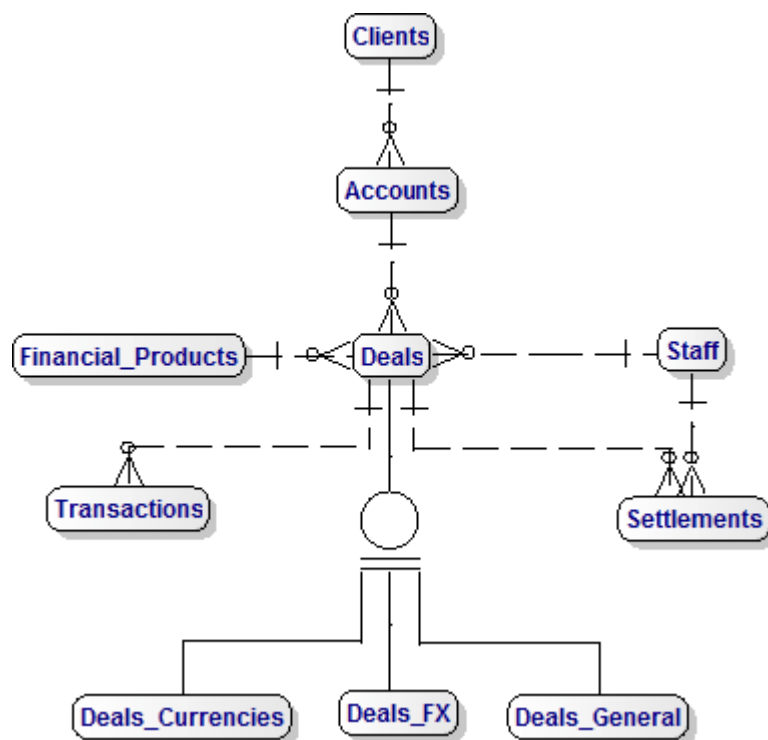 Clients
Accounts
Financial_Products
Deals
Staff
Transactions
Settlements
Deals_Currencies
Deals_FX
Deals_General